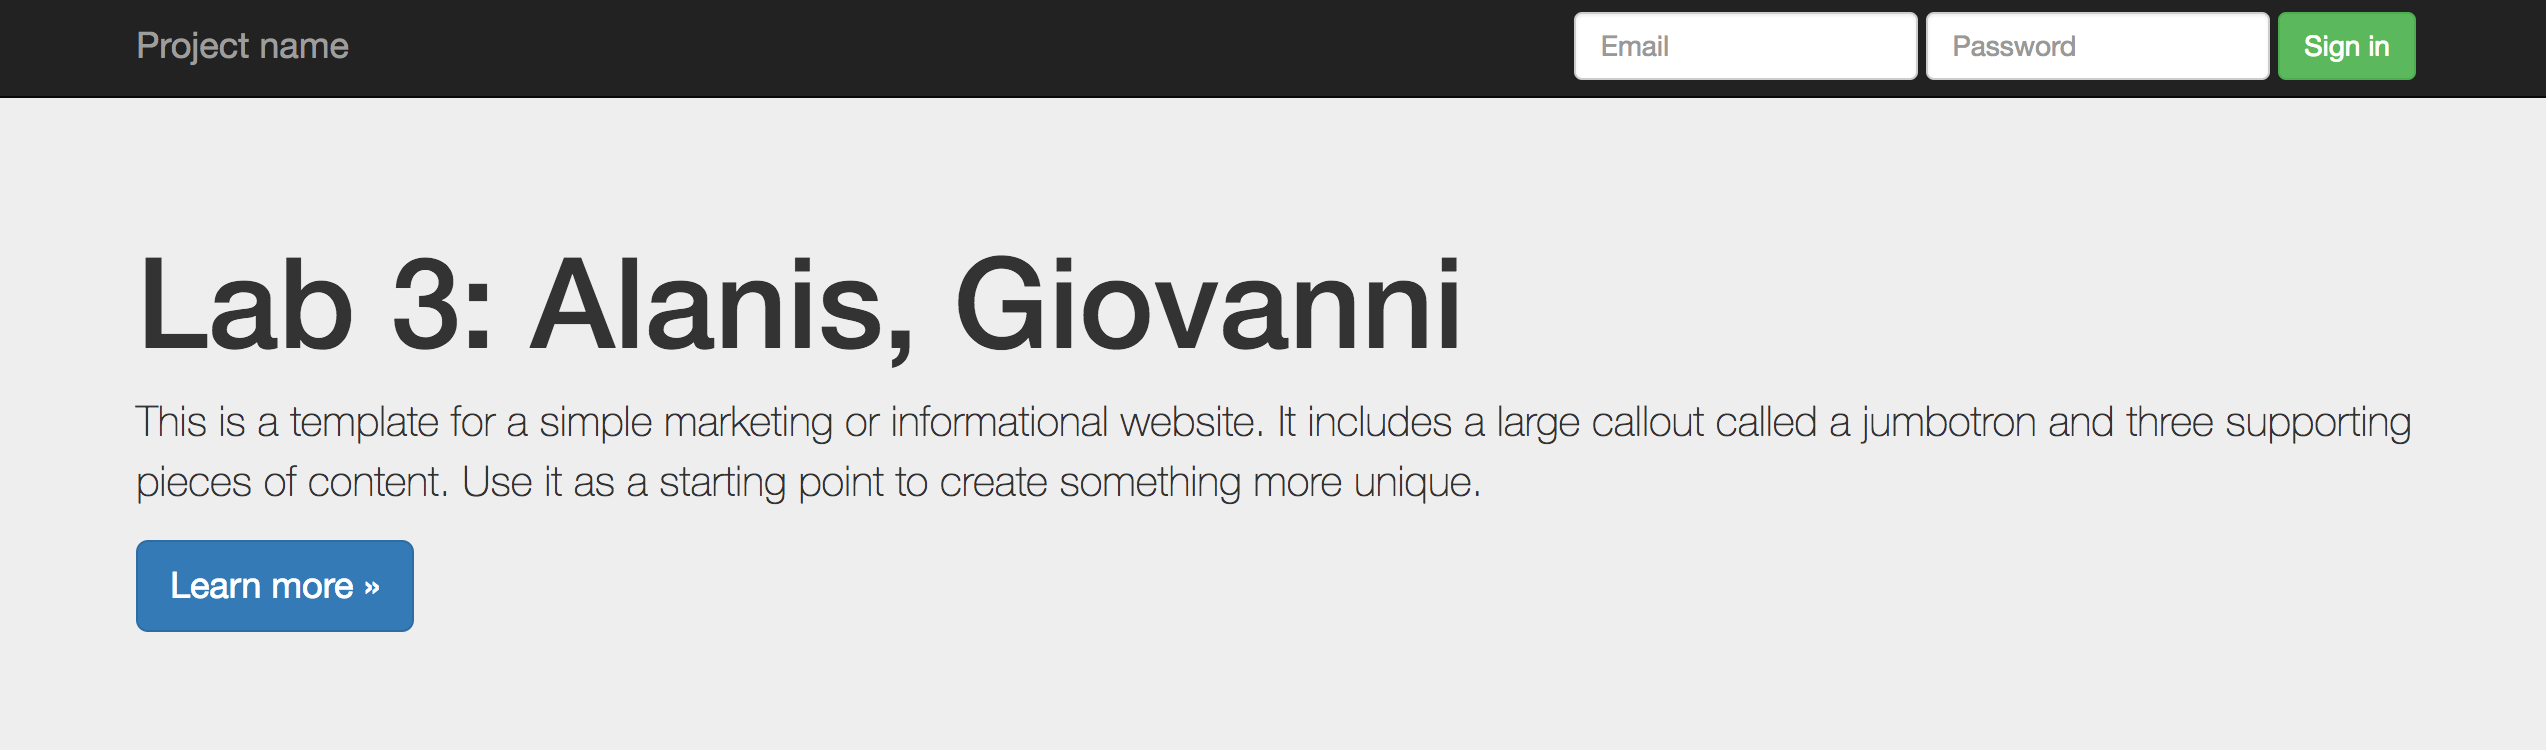 Project name
Email
Password
Sign in
Lab 3: Alanis, Giovanni
This is a template for a simple marketing or informational website. It includes a large callout called a jumbotron and three supporting
pieces of content. Use it as a starting point to create something more unique.
Learn more »